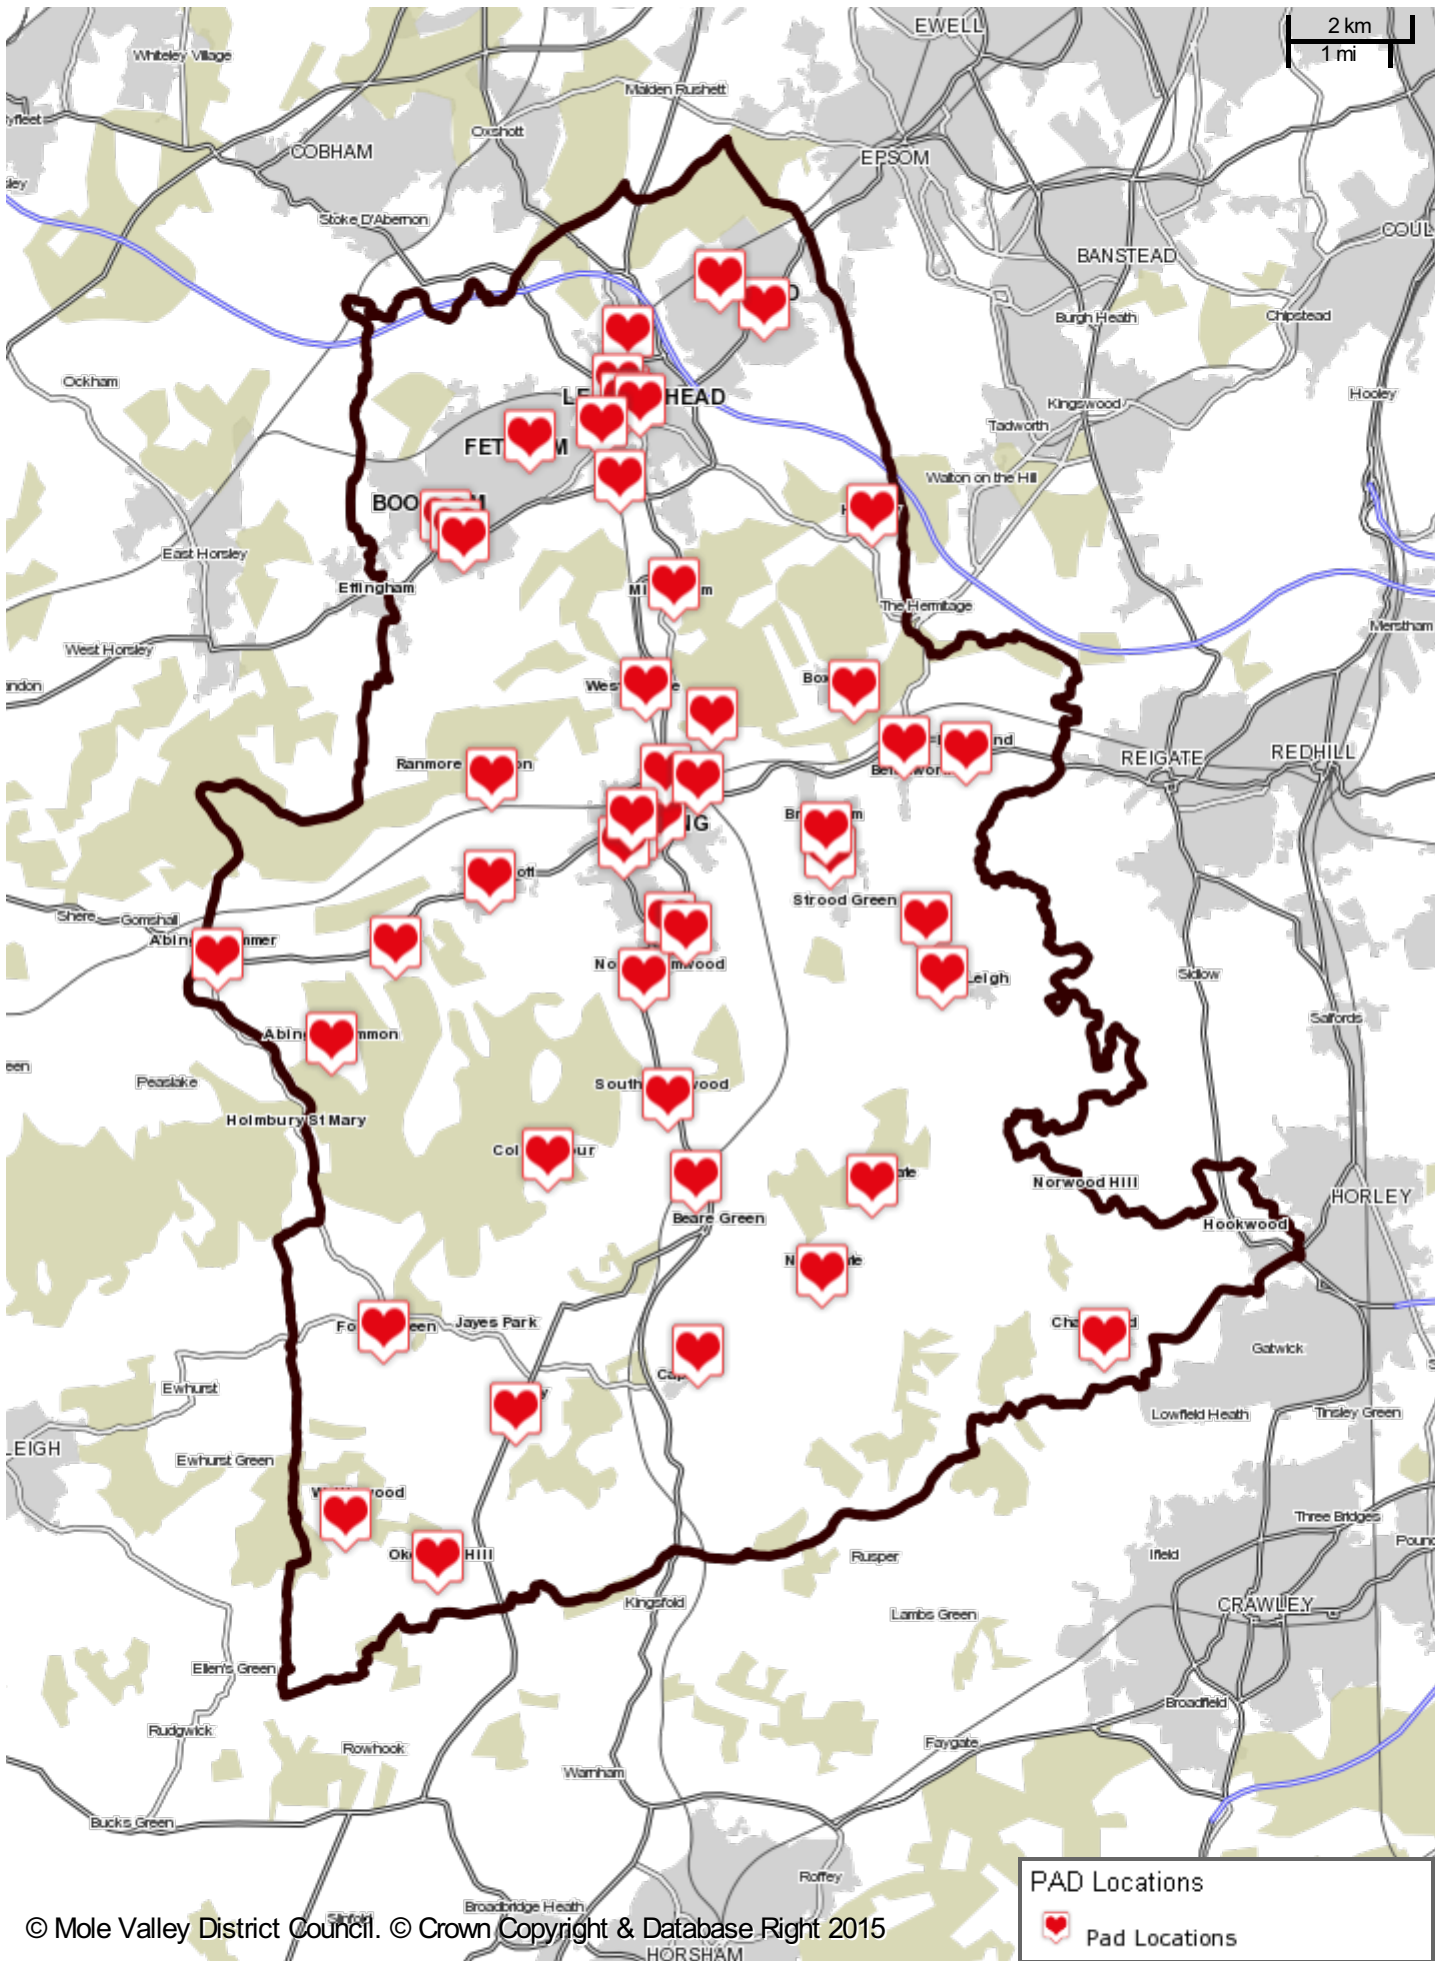 EWELL
2 km
1 mi
Whiteley Village
Malden Rushett
Oxshott
COBHAM
EPSOM
Stoke D'Abernon
BANSTEAD
Burgh Heath
Chipstead
Ockham
HEAD
Hooley
Kingswood
Tadworth
Walton on the Hill
East Horsley
Effingham
The Hermitage
Merstham
West Horsley
Ranmore
REIGATE
REDHILL
Strood Green
Shere
Gomshall
Leigh
Sidlow
Salfords
Peaslake
Holmbury St Mary
Norwood Hill
HORLEY
Beare Green
Hookwood
Jayes Park
Gatwick
Ewhurst
Lowfield Heath
Tinsley Green
Ewhurst Green
Three Bridges
Hill
Rusper
Ifield
Kingsfold
CRAWLEY
Lambs Green
Ellen's Green
Broadfield
Rudgwick
Rowhook
Faygate
Warnham
Bucks Green
Roffey
PAD Locations
Broadbridge Heath
Slinfold
© Mole Valley District Council. © Crown Copyright & Database Right 2015
Pad Locations
HORSHAM